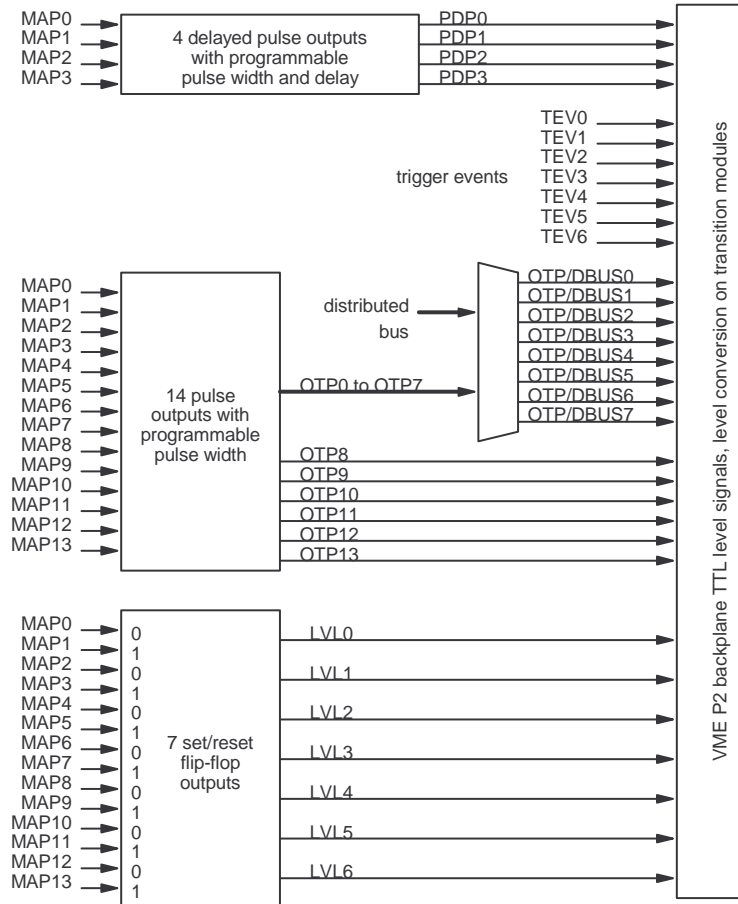 MAP0
MAP1
MAP2
MAP3
4 delayed pulse outputs
with programmable
pulse width and delay
PDP0
PDP1
PDP2
PDP3
trigger events
TEV0
TEV1
TEV2
TEV3
TEV4
TEV5
TEV6
MAP0
MAP1
MAP2
MAP3
MAP4
MAP5
MAP6
MAP7
MAP8
MAP9
MAP10
MAP11
MAP12
MAP13
14 pulse
outputs with
programmable
pulse width
distributed
bus
OTP0 to OTP7
OTP/DBUS0
OTP/DBUS1
OTP/DBUS2
OTP/DBUS3
OTP/DBUS4
OTP/DBUS5
OTP/DBUS6
OTP/DBUS7
OTP8
OTP9
OTP10
OTP11
OTP12
OTP13
MAP0
MAP1
MAP2
MAP3
MAP4
MAP5
MAP6
MAP7
MAP8
MAP9
MAP10
MAP11
MAP12
MAP13
0
1
0
1
0
1
0
1
0
1
0
1
0
1
7 set/reset
flip-flop
outputs
LVL0
LVL1
LVL2
LVL3
LVL4
LVL5
LVL6
VME P2 backplane TTL level signals, level conversion on transition modules